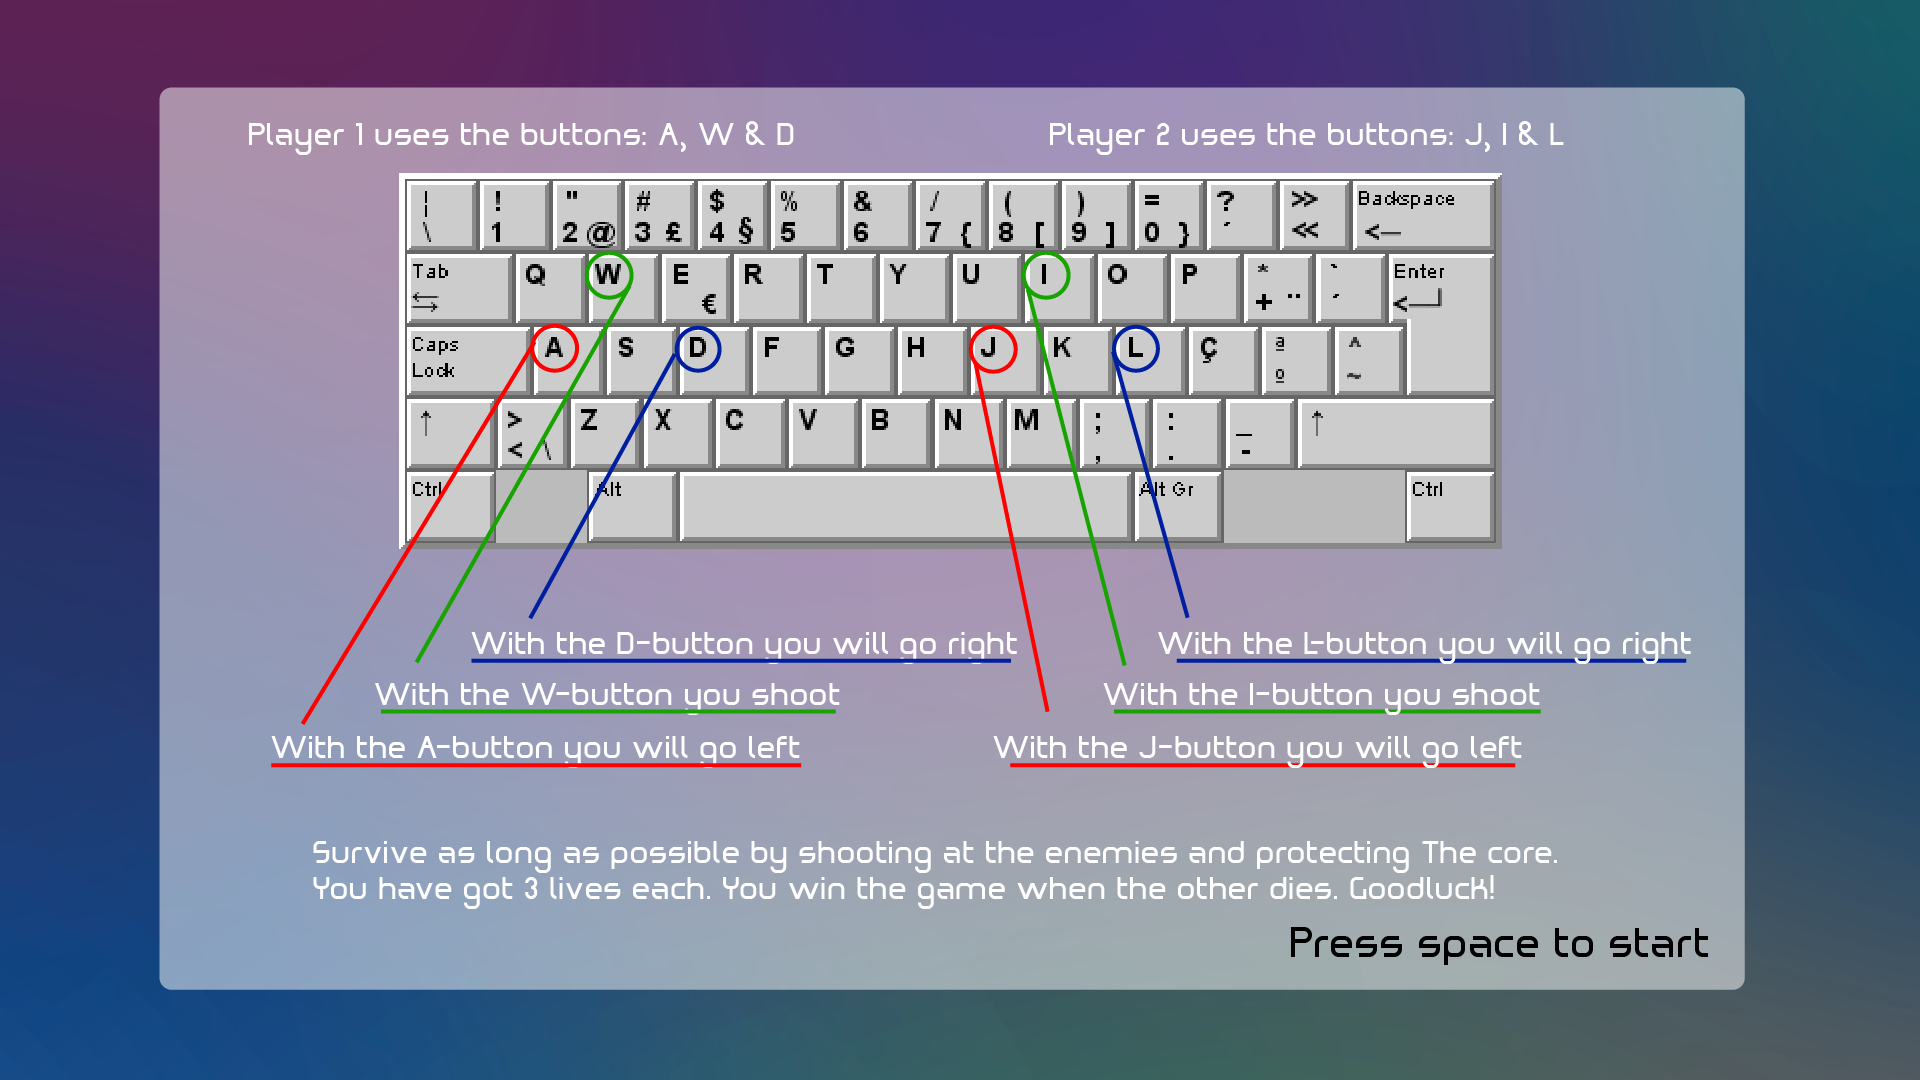 Player 1 uses the buttons: A, W & D
Player 2 uses the buttons: J, I & L
¦ ! " # $ % & / ( ) = ? >> Backspace
\ 1 2 @ 3 £ 4 § 5 6 7 { 8 [ 9 ] 0 } ´ << <—
Tab Q W E R T Y U I O P * ` Enter
€ + ¨ ´
Caps A S D F G H J K L Ç ª ^
Lock º ~
↑ > Z X C V B N M ; : _ ↑
< \ , . -
Ctrl Alt Alt Gr Ctrl
With the D-button you will go right
With the L-button you will go right
With the W-button you shoot
With the I-button you shoot
With the A-button you will go left
With the J-button you will go left
Survive as long as possible by shooting at the enemies and protecting The core.
You have got 3 lives each. You win the game when the other dies. Goodluck!
Press space to start